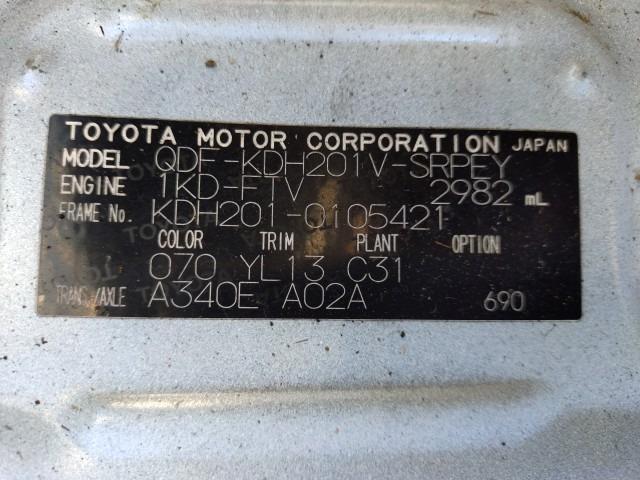 TOYOTA MOTOR CORPORATION JAPAN
MODEL QDF-KDH201V-SRPEY
ENGINE 1KD-FTV 2982 mL
FRAME No. KDH201-0105421
COLOR TRIM PLANT OPTION
070 YL13 C31
TRANS./AXLE A340E A02A 690